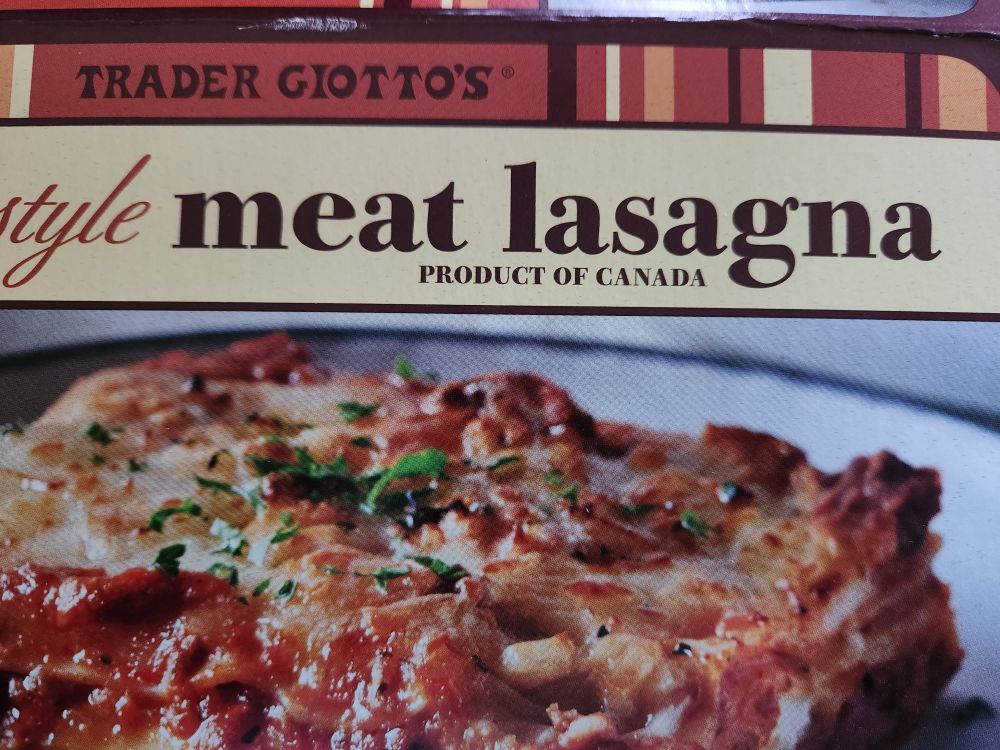 TRADER GIOTTO'S®
style meat lasagna
PRODUCT OF CANADA